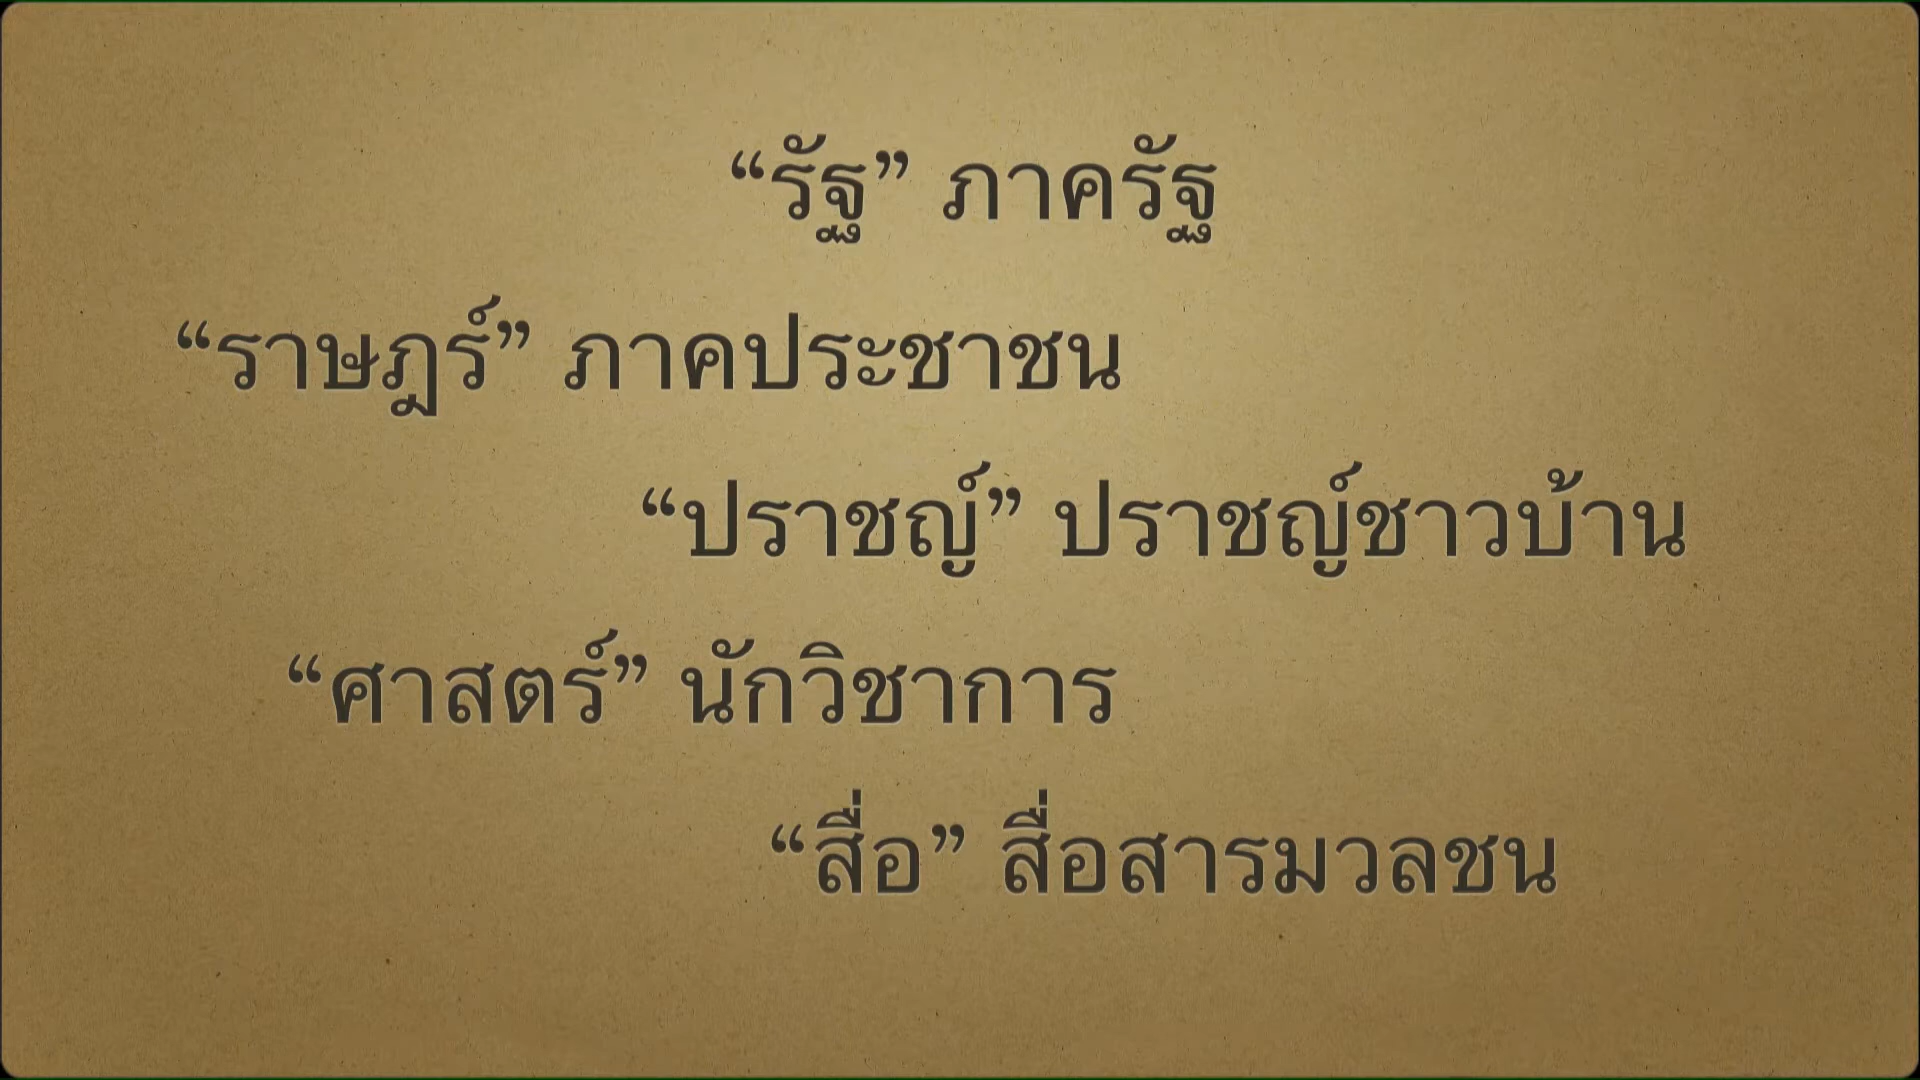 “รัฐ” ภาครัฐ
“ราษฎร์” ภาคประชาชน
“ปราชญ์” ปราชญ์ชาวบ้าน
“ศาสตร์” นักวิชาการ
“สื่อ” สื่อสารมวลชน